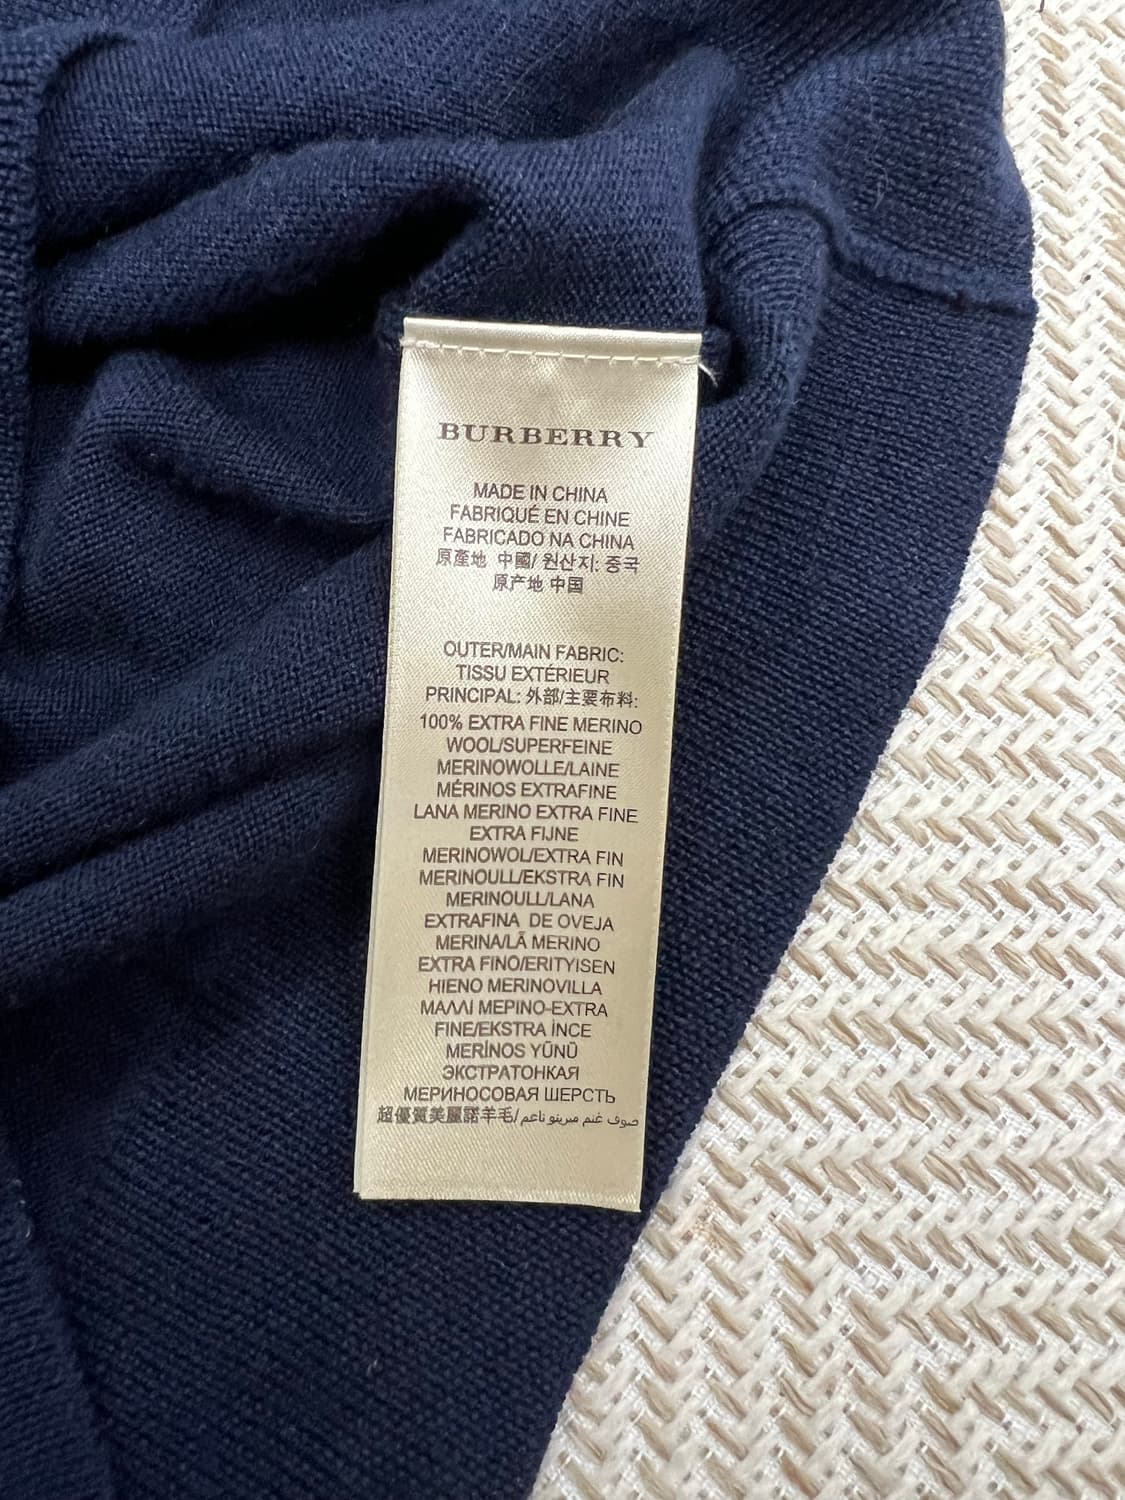 BURBERRY
MADE IN CHINA
FABRIQUÉ EN CHINE
FABRICADO NA CHINA
原產地 中國/ 원산지: 중국
原产地 中国
OUTER/MAIN FABRIC:
TISSU EXTÉRIEUR
PRINCIPAL: 外部/主要布料:
100% EXTRA FINE MERINO
WOOL/SUPERFEINE
MERINOWOLLE/LAINE
MÉRINOS EXTRAFINE
LANA MERINO EXTRA FINE
EXTRA FIJNE
MERINOWOL/EXTRA FIN
MERINOULL/EKSTRA FIN
MERINOULL/LANA
EXTRAFINA DE OVEJA
MERINA/LÃ MERINO
EXTRA FINO/ERITYISEN
HIENO MERINOVILLA
ΜΑΛΛΙ ΜΕΡΙΝΟ-EXTRA
FINE/EKSTRA İNCE
MERİNOS YÜNÜ
ЭКСТРАТОНКАЯ
МЕРИНОСОВАЯ ШЕРСТЬ
超優質美麗諾羊毛/صوف غنم ميرينو ناعم